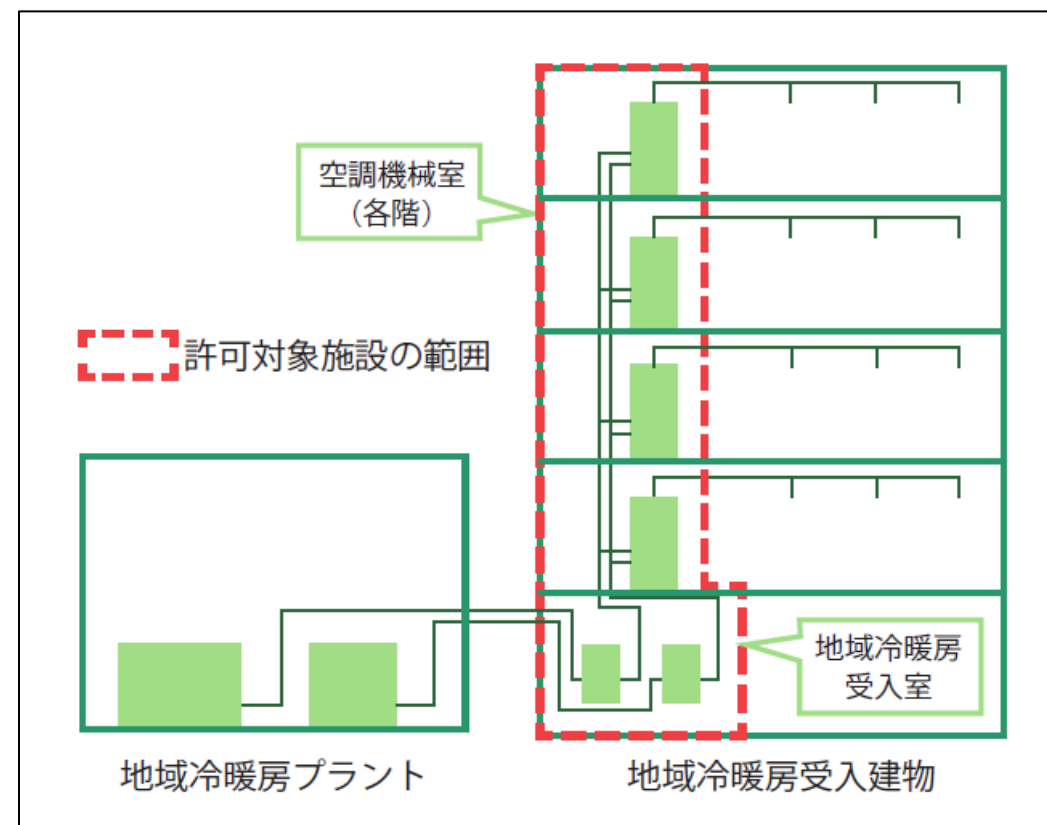 空調機械室
（各階）
許可対象施設の範囲
地域冷暖房
受入室
地域冷暖房プラント
地域冷暖房受入建物